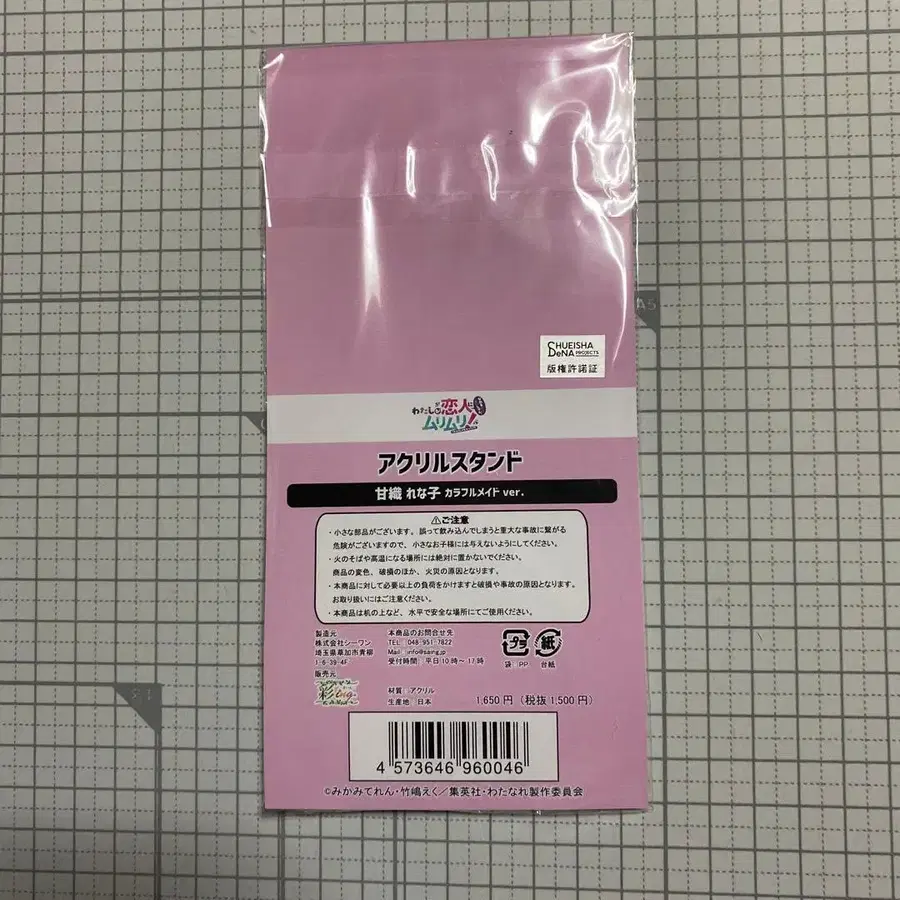 A5
SHUEISHA
DeNA PROJECTS
版権許諾証
わたしが恋人に
ムリムリ!
アクリルスタンド
甘織 れな子 カラフルメイド ver.
⚠ご注意
・小さな部品がございます。誤って飲み込んでしまうと重大な事故に繋がる
危険がございますので、小さなお子様には与えないようにしてください。
・火のそばや高温になる場所には絶対に置かないでください。
商品の変色、破損のほか、火災の原因となります。
・本商品に対して必要以上の負荷をかけますと破損や事故の原因となります。
お取り扱いにはご注意ください。
・本商品は机の上など、水平で安全な場所にてご使用ください。
製造元
株式会社シーワン
埼玉県草加市青柳
1-6-39-4F
販売元
彩ing
本商品のお問合せ先
TEL: 048-951-7822
Mail: info@saing.jp
受付時間:平日10時~17時
プラ
袋:PP
紙
台紙
材質:アクリル
生産地:日本
1,650円(税抜1,500円)
4 573646 960046
©みかみてれん・竹嶋えく/集英社・わたなれ製作委員会